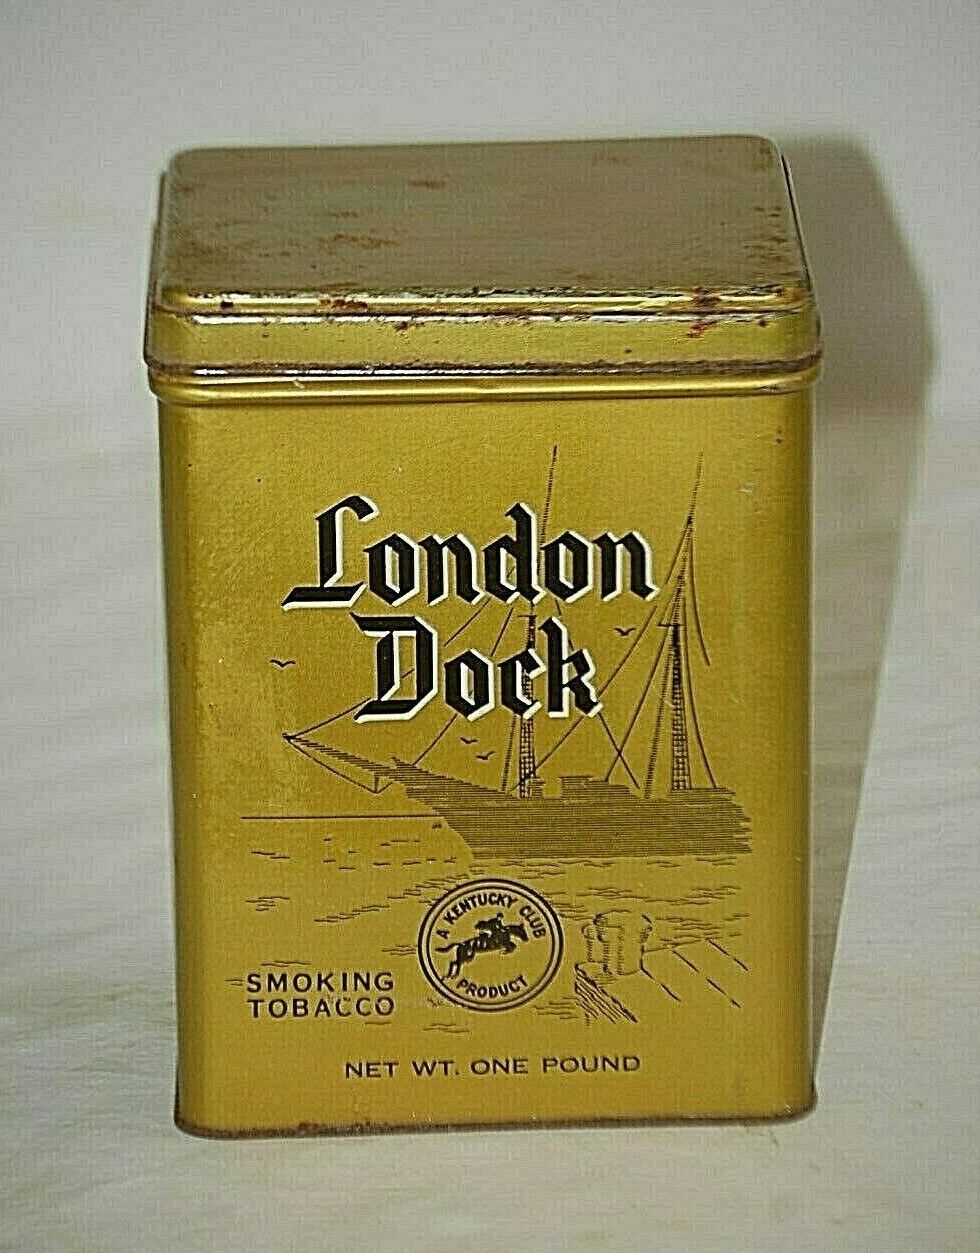 London
Dock
A KENTUCKY CLUB
PRODUCT
SMOKING
TOBACCO
NET WT. ONE POUND